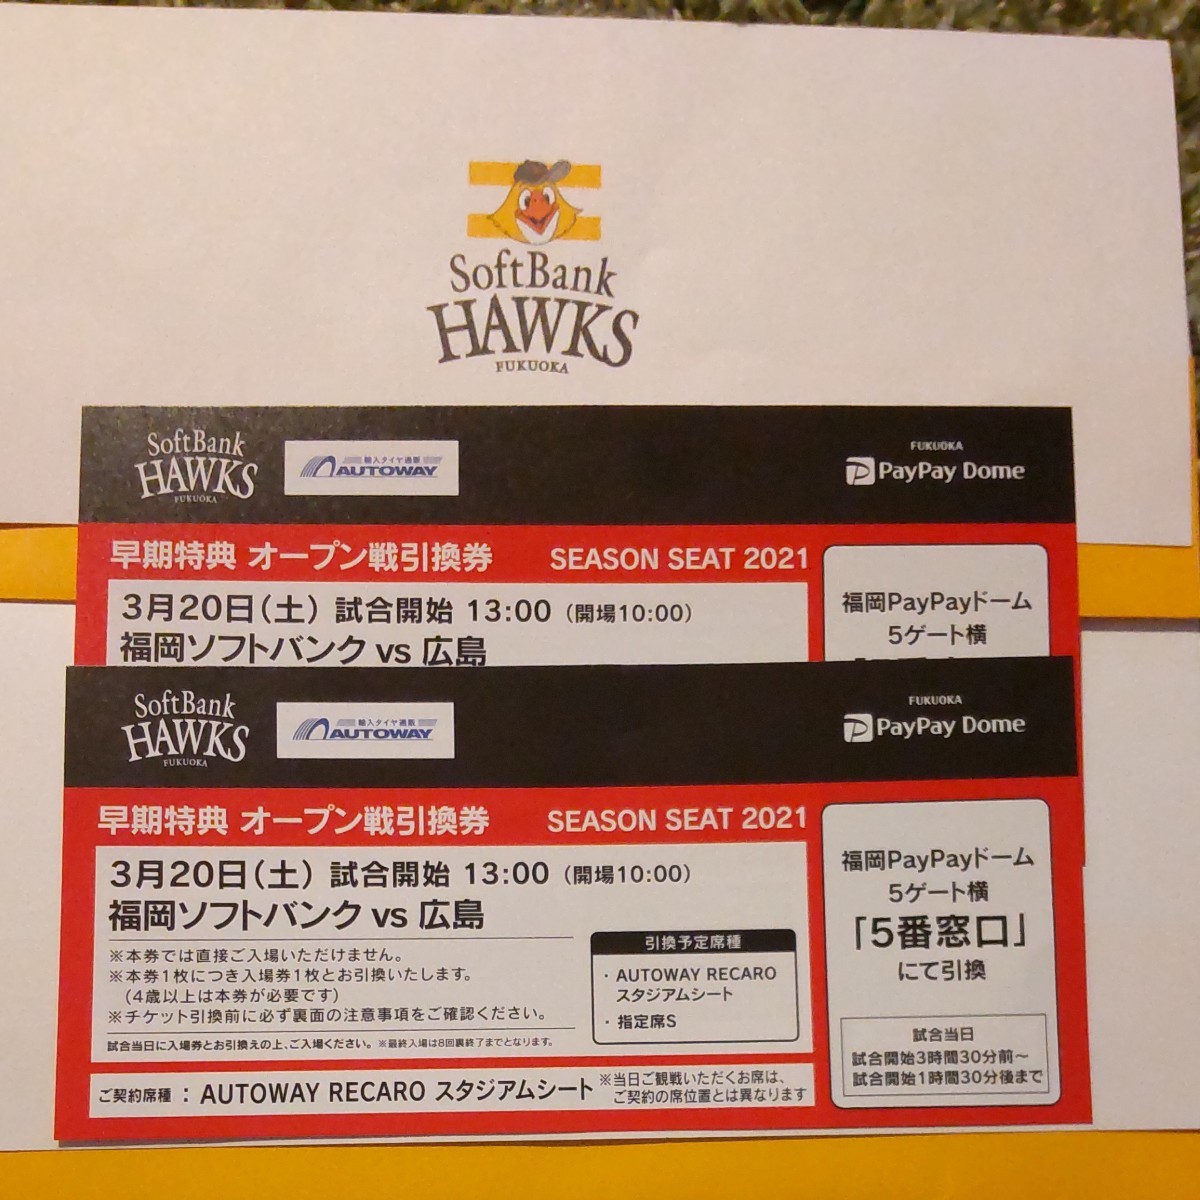 SoftBank
HAWKS
FUKUOKA
SoftBank
HAWKS
FUKUOKA
輸入タイヤ通販
AUTOWAY
FUKUOKA
PayPay Dome
早期特典 オープン戦引換券 SEASON SEAT 2021
3月20日(土) 試合開始 13:00 (開場10:00)
福岡ソフトバンク vs 広島
福岡PayPayドーム
5ゲート横
SoftBank
HAWKS
FUKUOKA
輸入タイヤ通販
AUTOWAY
FUKUOKA
PayPay Dome
早期特典 オープン戦引換券 SEASON SEAT 2021
3月20日(土) 試合開始 13:00 (開場10:00)
福岡ソフトバンク vs 広島
※本券では直接ご入場いただけません。
※本券1枚につき入場券1枚とお引換いたします。
(4歳以上は本券が必要です)
※チケット引換前に必ず裏面の注意事項をご確認ください。
試合当日に入場券とお引換えの上、ご入場ください。 ※最終入場は8回裏終了までとなります。
引換予定席種
・AUTOWAY RECARO
スタジアムシート
・指定席S
ご契約席種 : AUTOWAY RECARO スタジアムシート
※当日ご観戦いただくお席は、
ご契約の席位置とは異なります
福岡PayPayドーム
5ゲート横
「5番窓口」
にて引換
試合当日
試合開始3時間30分前~
試合開始1時間30分後まで